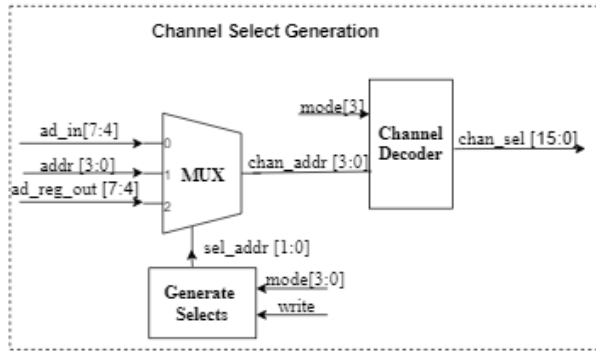 Channel Select Generation
mode[3]
ad_in[7:4]
0
addr [3:0]
1
MUX
chan_addr [3:0]
Channel
Decoder
chan_sel [15:0]
ad_reg_out [7:4]
2
sel_addr [1:0]
Generate
Selects
mode[3:0]
write